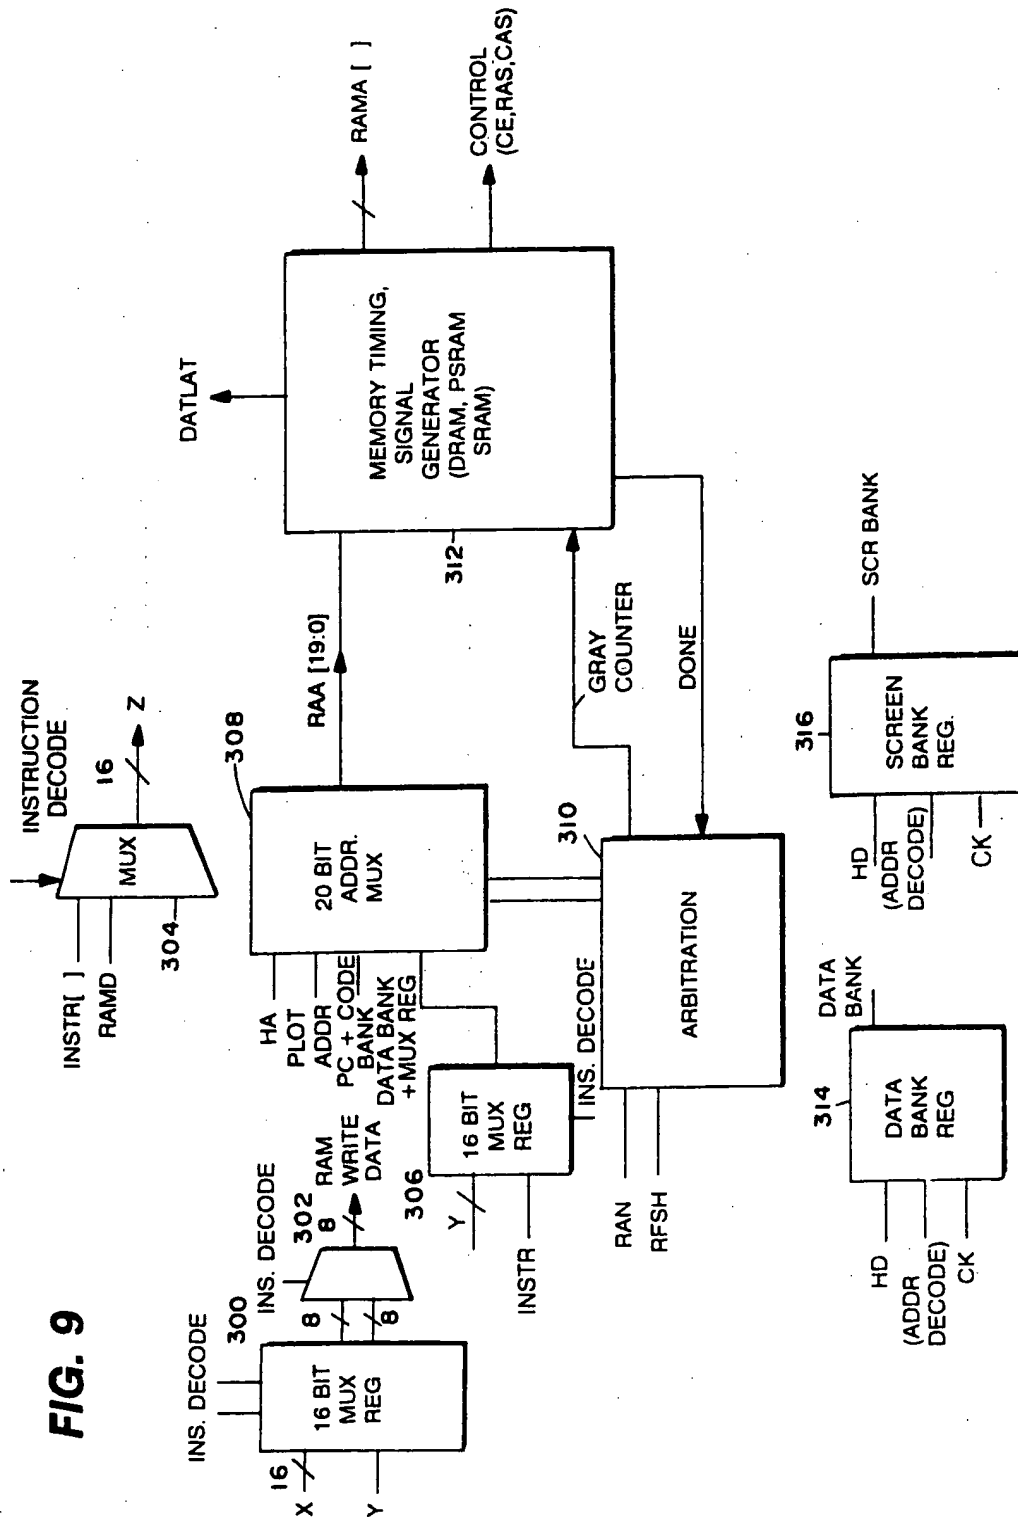 FIG. 9
INS. DECODE
300
X
16
Y
16 BIT
MUX
REG
8
8
INS. DECODE
302
8
RAM
WRITE
DATA
INSTRUCTION
DECODE
INSTR[ ]
RAMD
304
MUX
16
Z
306
Y
INSTR
16 BIT
MUX
REG
INS. DECODE
HA
PLOT
ADDR
PC + CODE
BANK
DATA BANK
+MUX REG
308
20 BIT
ADDR.
MUX
RAA [19:0]
310
RAN
RFSH
ARBITRATION
GRAY
COUNTER
DONE
312
MEMORY TIMING,
SIGNAL
GENERATOR
(DRAM, PSRAM
SRAM)
DATLAT
RAMA [ ]
CONTROL
(CE,RAS,CAS)
314
HD
(ADDR
DECODE)
CK
DATA
BANK
REG
DATA
BANK
316
HD
(ADDR
DECODE)
CK
SCREEN
BANK
REG.
SCR BANK